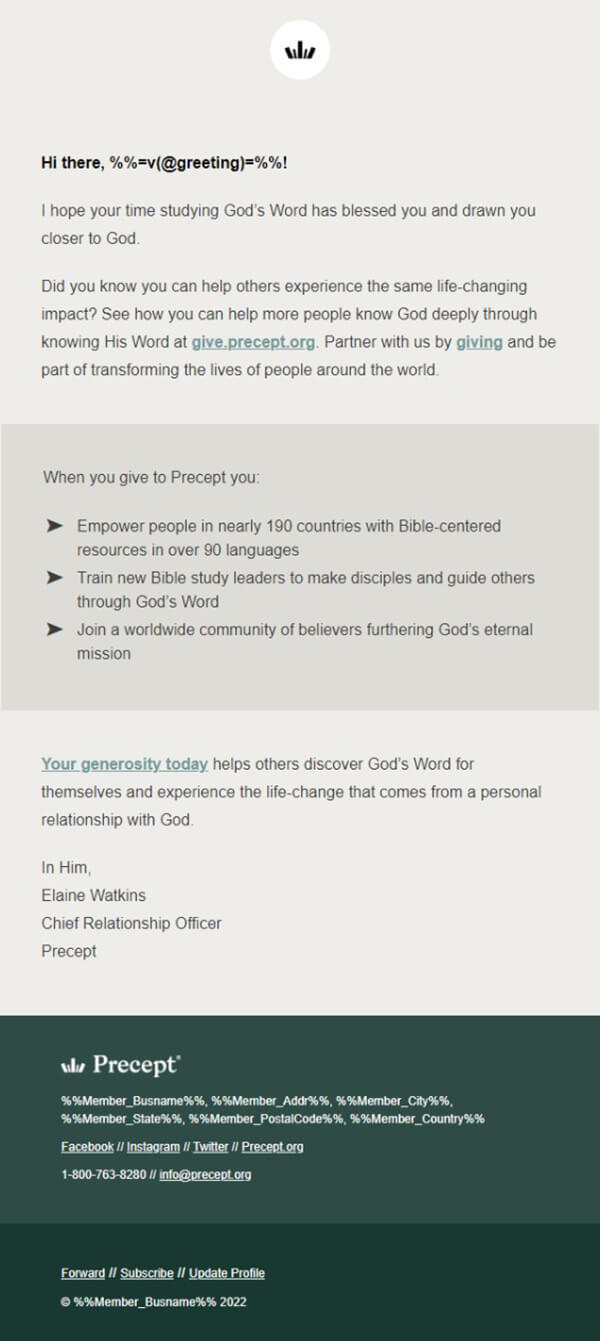 Hi there, %%=v(@greeting)=%%!
I hope your time studying God's Word has blessed you and drawn you
closer to God.
Did you know you can help others experience the same life-changing
impact? See how you can help more people know God deeply through
knowing His Word at give.precept.org. Partner with us by giving and be
part of transforming the lives of people around the world.
When you give to Precept you:
➤ Empower people in nearly 190 countries with Bible-centered
resources in over 90 languages
➤ Train new Bible study leaders to make disciples and guide others
through God's Word
➤ Join a worldwide community of believers furthering God's eternal
mission
Your generosity today helps others discover God's Word for
themselves and experience the life-change that comes from a personal
relationship with God.
In Him,
Elaine Watkins
Chief Relationship Officer
Precept
Precept®
%%Member_Busname%%, %%Member_Addr%%, %%Member_City%%,
%%Member_State%%, %%Member_PostalCode%%, %%Member_Country%%
Facebook // Instagram // Twitter // Precept.org
1-800-763-8280 // info@precept.org
Forward // Subscribe // Update Profile
© %%Member_Busname%% 2022